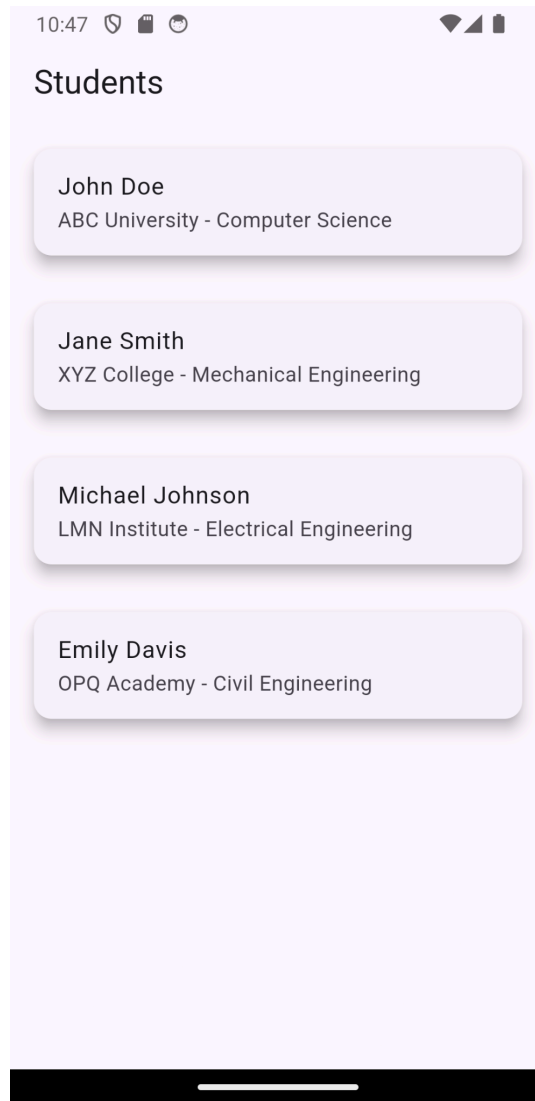 10:47
Students
John Doe
ABC University - Computer Science
Jane Smith
XYZ College - Mechanical Engineering
Michael Johnson
LMN Institute - Electrical Engineering
Emily Davis
OPQ Academy - Civil Engineering